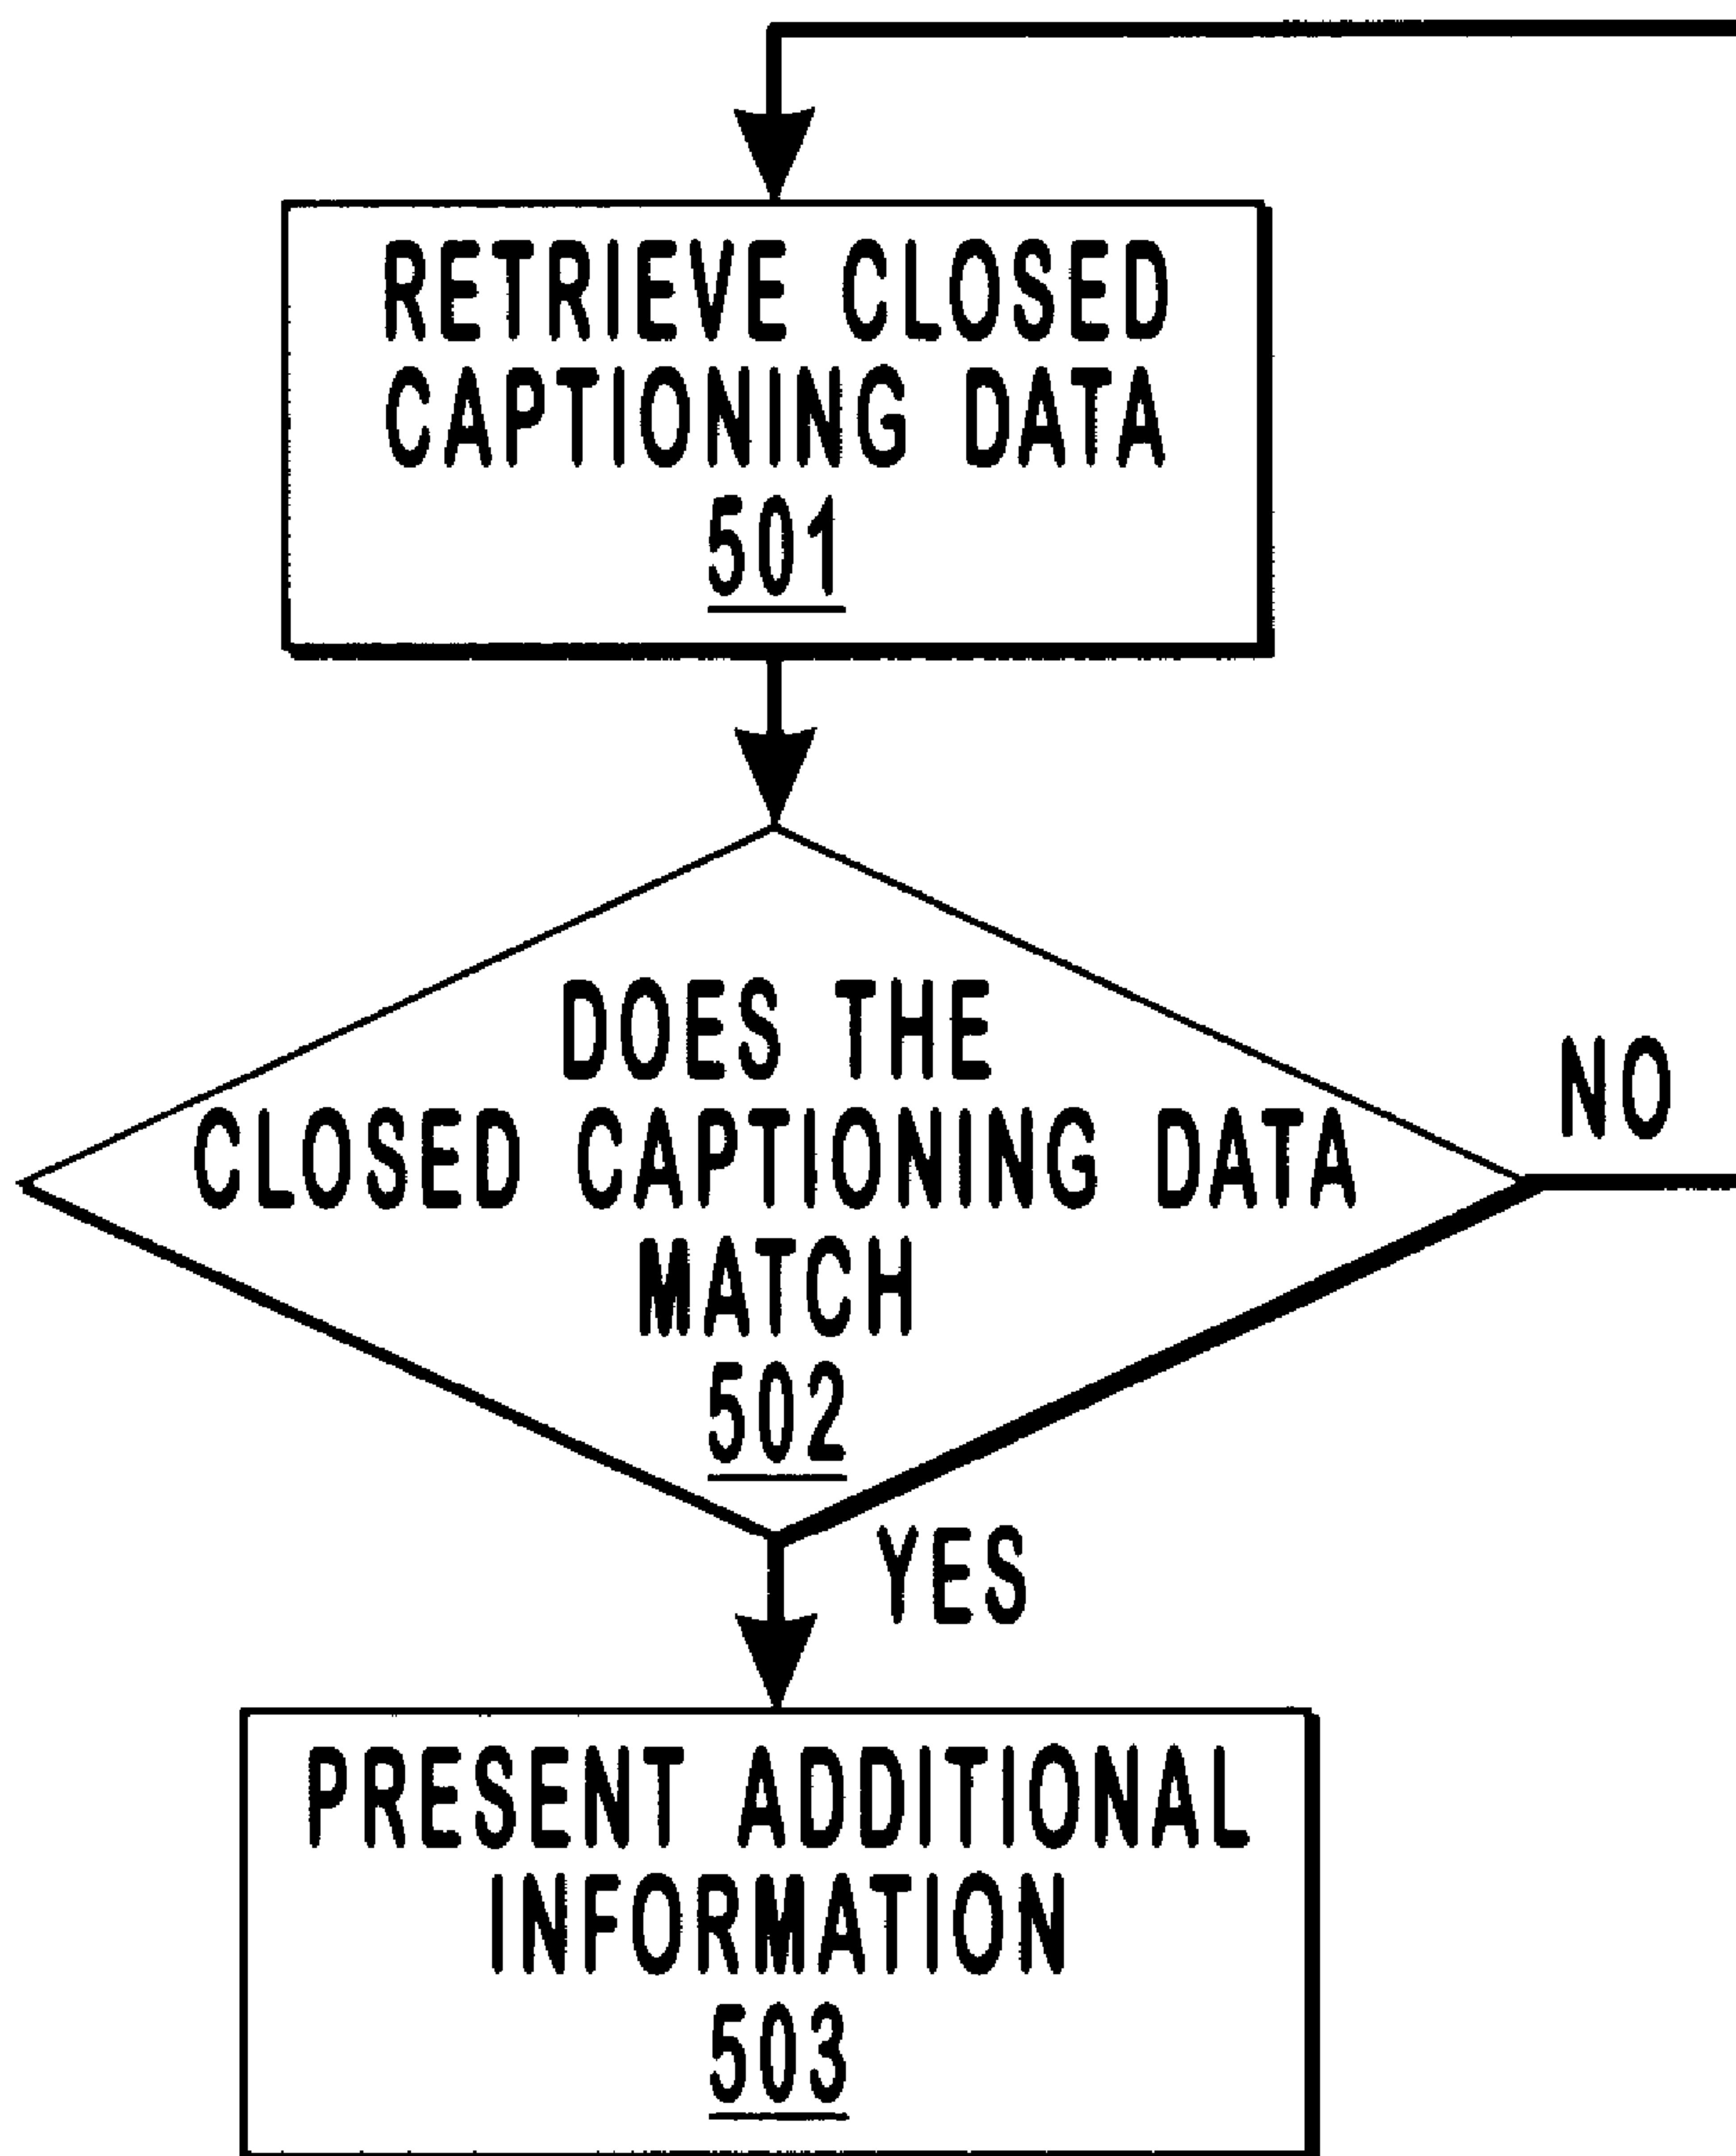 RETRIEVE CLOSED
CAPTIONING DATA
501
DOES THE
CLOSED CAPTIONING DATA
MATCH
502
NO
YES
PRESENT ADDITIONAL
INFORMATION
503